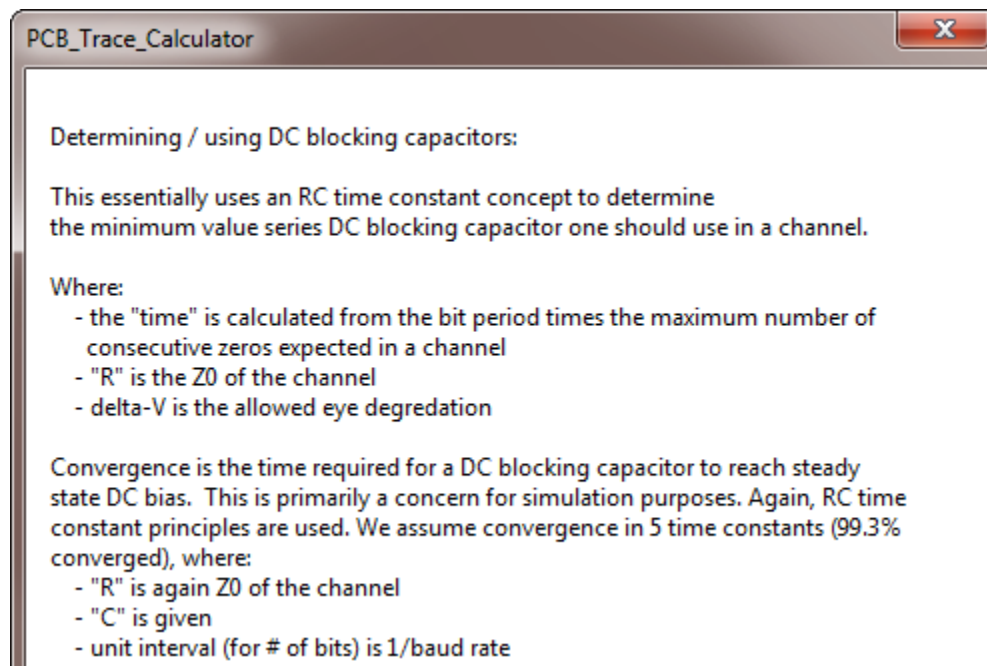 PCB_Trace_Calculator
Determining / using DC blocking capacitors:
This essentially uses an RC time constant concept to determine
the minimum value series DC blocking capacitor one should use in a channel.
Where:
- the "time" is calculated from the bit period times the maximum number of
consecutive zeros expected in a channel
- "R" is the Z0 of the channel
- delta-V is the allowed eye degredation
Convergence is the time required for a DC blocking capacitor to reach steady
state DC bias.  This is primarily a concern for simulation purposes. Again, RC time
constant principles are used. We assume convergence in 5 time constants (99.3%
converged), where:
- "R" is again Z0 of the channel
- "C" is given
- unit interval (for # of bits) is 1/baud rate